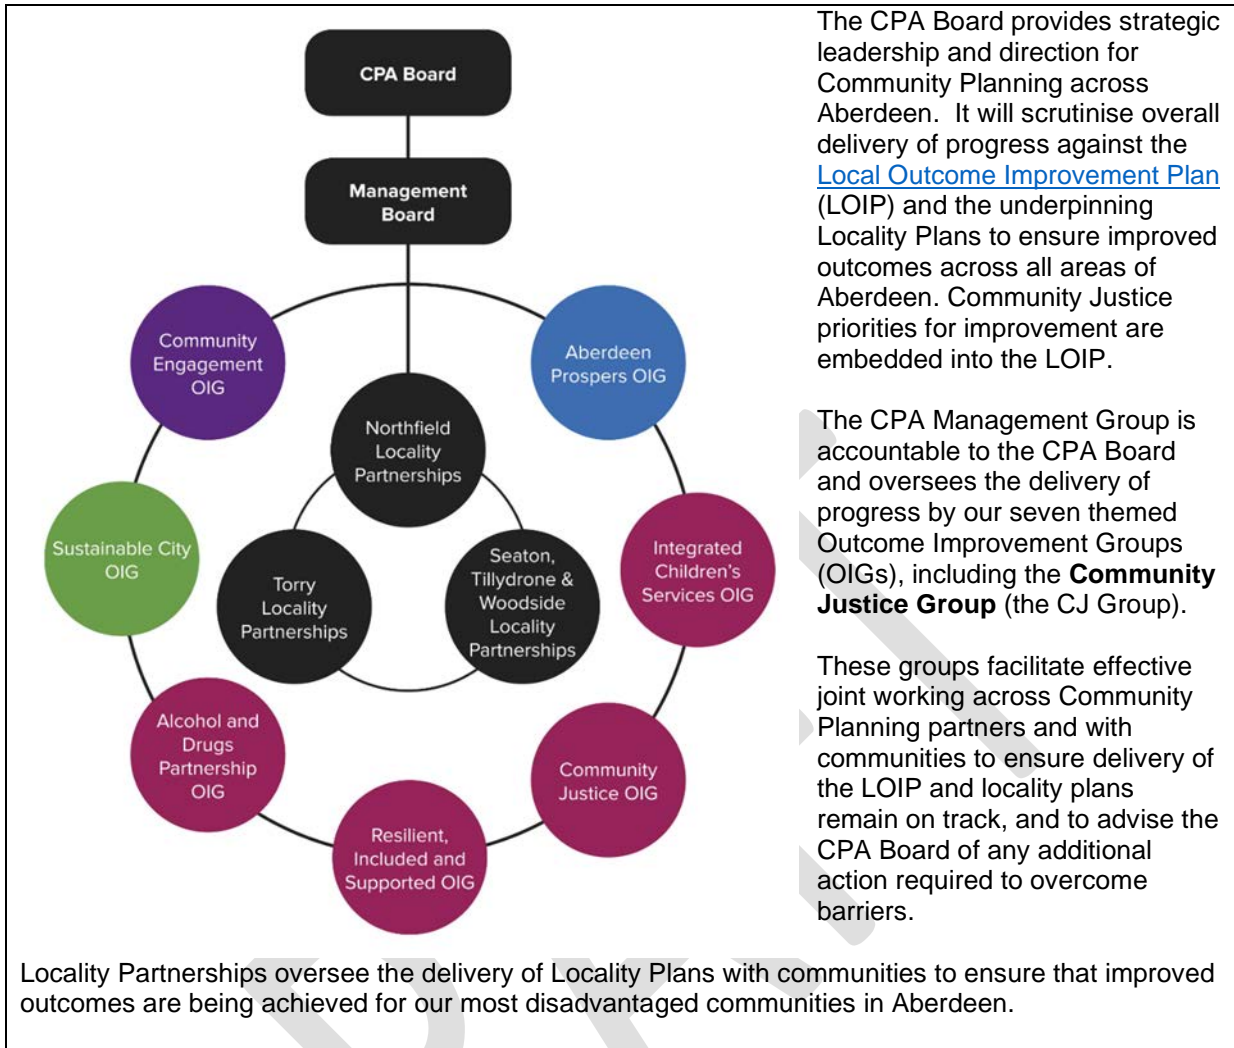 CPA Board
Management
Board
Community
Engagement
OIG
Aberdeen
Prospers OIG
Northfield
Locality
Partnerships
Sustainable City
OIG
Torry
Locality
Partnerships
Seaton,
Tillydrone &
Woodside
Locality
Partnerships
Integrated
Children's
Services OIG
Alcohol and
Drugs
Partnership
OIG
Community
Justice OIG
Resilient,
Included and
Supported OIG
The CPA Board provides strategic
leadership and direction for
Community Planning across
Aberdeen.  It will scrutinise overall
delivery of progress against the
Local Outcome Improvement Plan
(LOIP) and the underpinning
Locality Plans to ensure improved
outcomes across all areas of
Aberdeen. Community Justice
priorities for improvement are
embedded into the LOIP.
The CPA Management Group is
accountable to the CPA Board
and oversees the delivery of
progress by our seven themed
Outcome Improvement Groups
(OIGs), including the Community
Justice Group (the CJ Group).
These groups facilitate effective
joint working across Community
Planning partners and with
communities to ensure delivery of
the LOIP and locality plans
remain on track, and to advise the
CPA Board of any additional
action required to overcome
barriers.
Locality Partnerships oversee the delivery of Locality Plans with communities to ensure that improved
outcomes are being achieved for our most disadvantaged communities in Aberdeen.